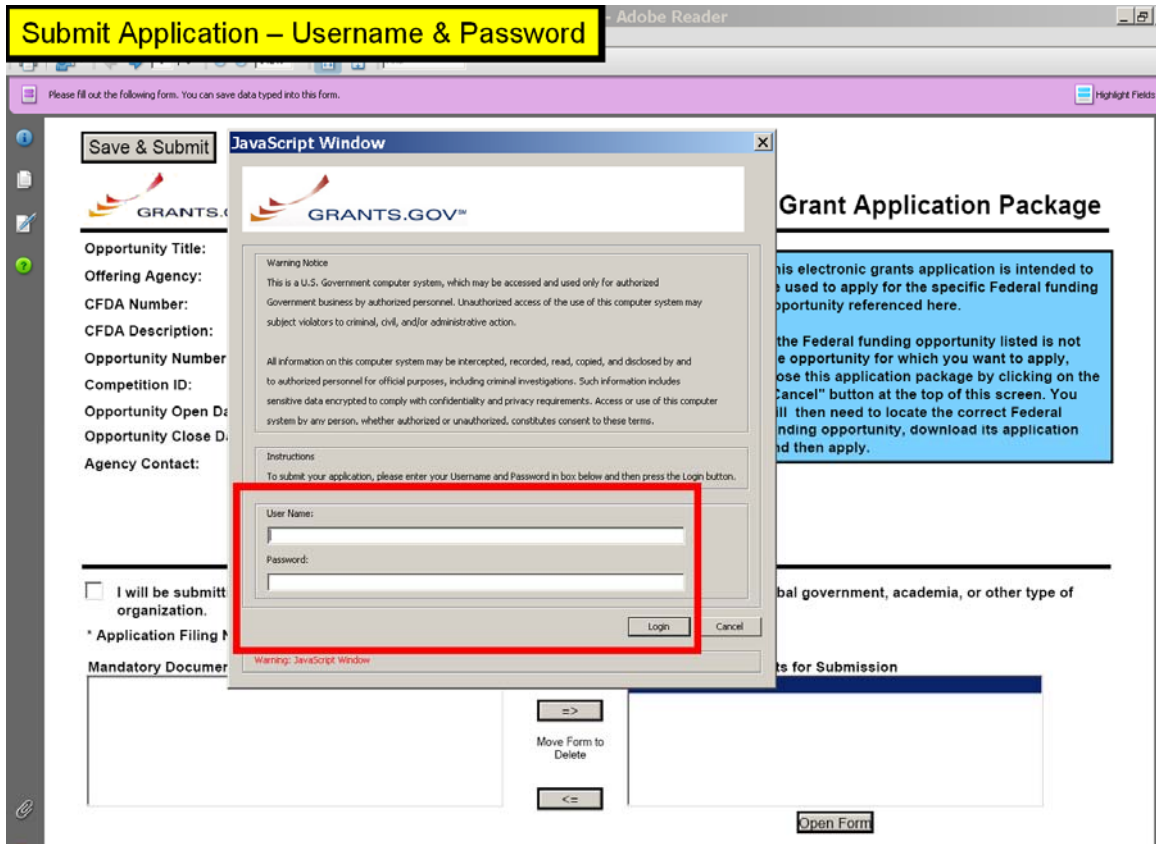 Submit Application – Username & Password
- Adobe Reader
Please fill out the following form. You can save data typed into this form.
Highlight Fields
Save & Submit
JavaScript Window
GRANTS.
GRANTS.GOV℠
Grant Application Package
Opportunity Title:
Offering Agency:
CFDA Number:
CFDA Description:
Opportunity Number
Competition ID:
Opportunity Open Da
Opportunity Close D
Agency Contact:
Warning Notice
This is a U.S. Government computer system, which may be accessed and used only for authorized
Government business by authorized personnel. Unauthorized access of the use of this computer system may
subject violators to criminal, civil, and/or administrative action.
All information on this computer system may be intercepted, recorded, read, copied, and disclosed by and
to authorized personnel for official purposes, including criminal investigations. Such information includes
sensitive data encrypted to comply with confidentiality and privacy requirements. Access or use of this computer
system by any person, whether authorized or unauthorized, constitutes consent to these terms.
Instructions
To submit your application, please enter your Username and Password in box below and then press the Login button.
User Name:
Password:
Login
Cancel
Warning: JavaScript Window
his electronic grants application is intended to
e used to apply for the specific Federal funding
pportunity referenced here.
the Federal funding opportunity listed is not
e opportunity for which you want to apply,
ose this application package by clicking on the
Cancel" button at the top of this screen. You
ill then need to locate the correct Federal
nding opportunity, download its application
nd then apply.
I will be submitt
bal government, academia, or other type of
organization.
* Application Filing N
Mandatory Documer
ts for Submission
=>
Move Form to
Delete
<=
Open Form